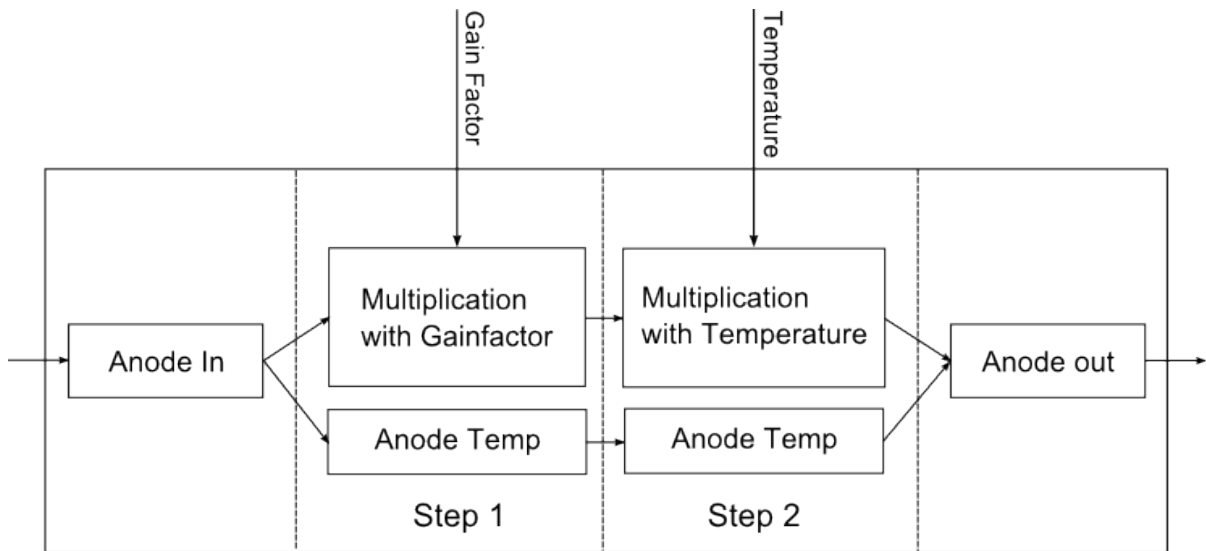 Gain Factor
Temperature
Anode In
Multiplication
with Gainfactor
Multiplication
with Temperature
Anode out
Anode Temp
Anode Temp
Step 1
Step 2